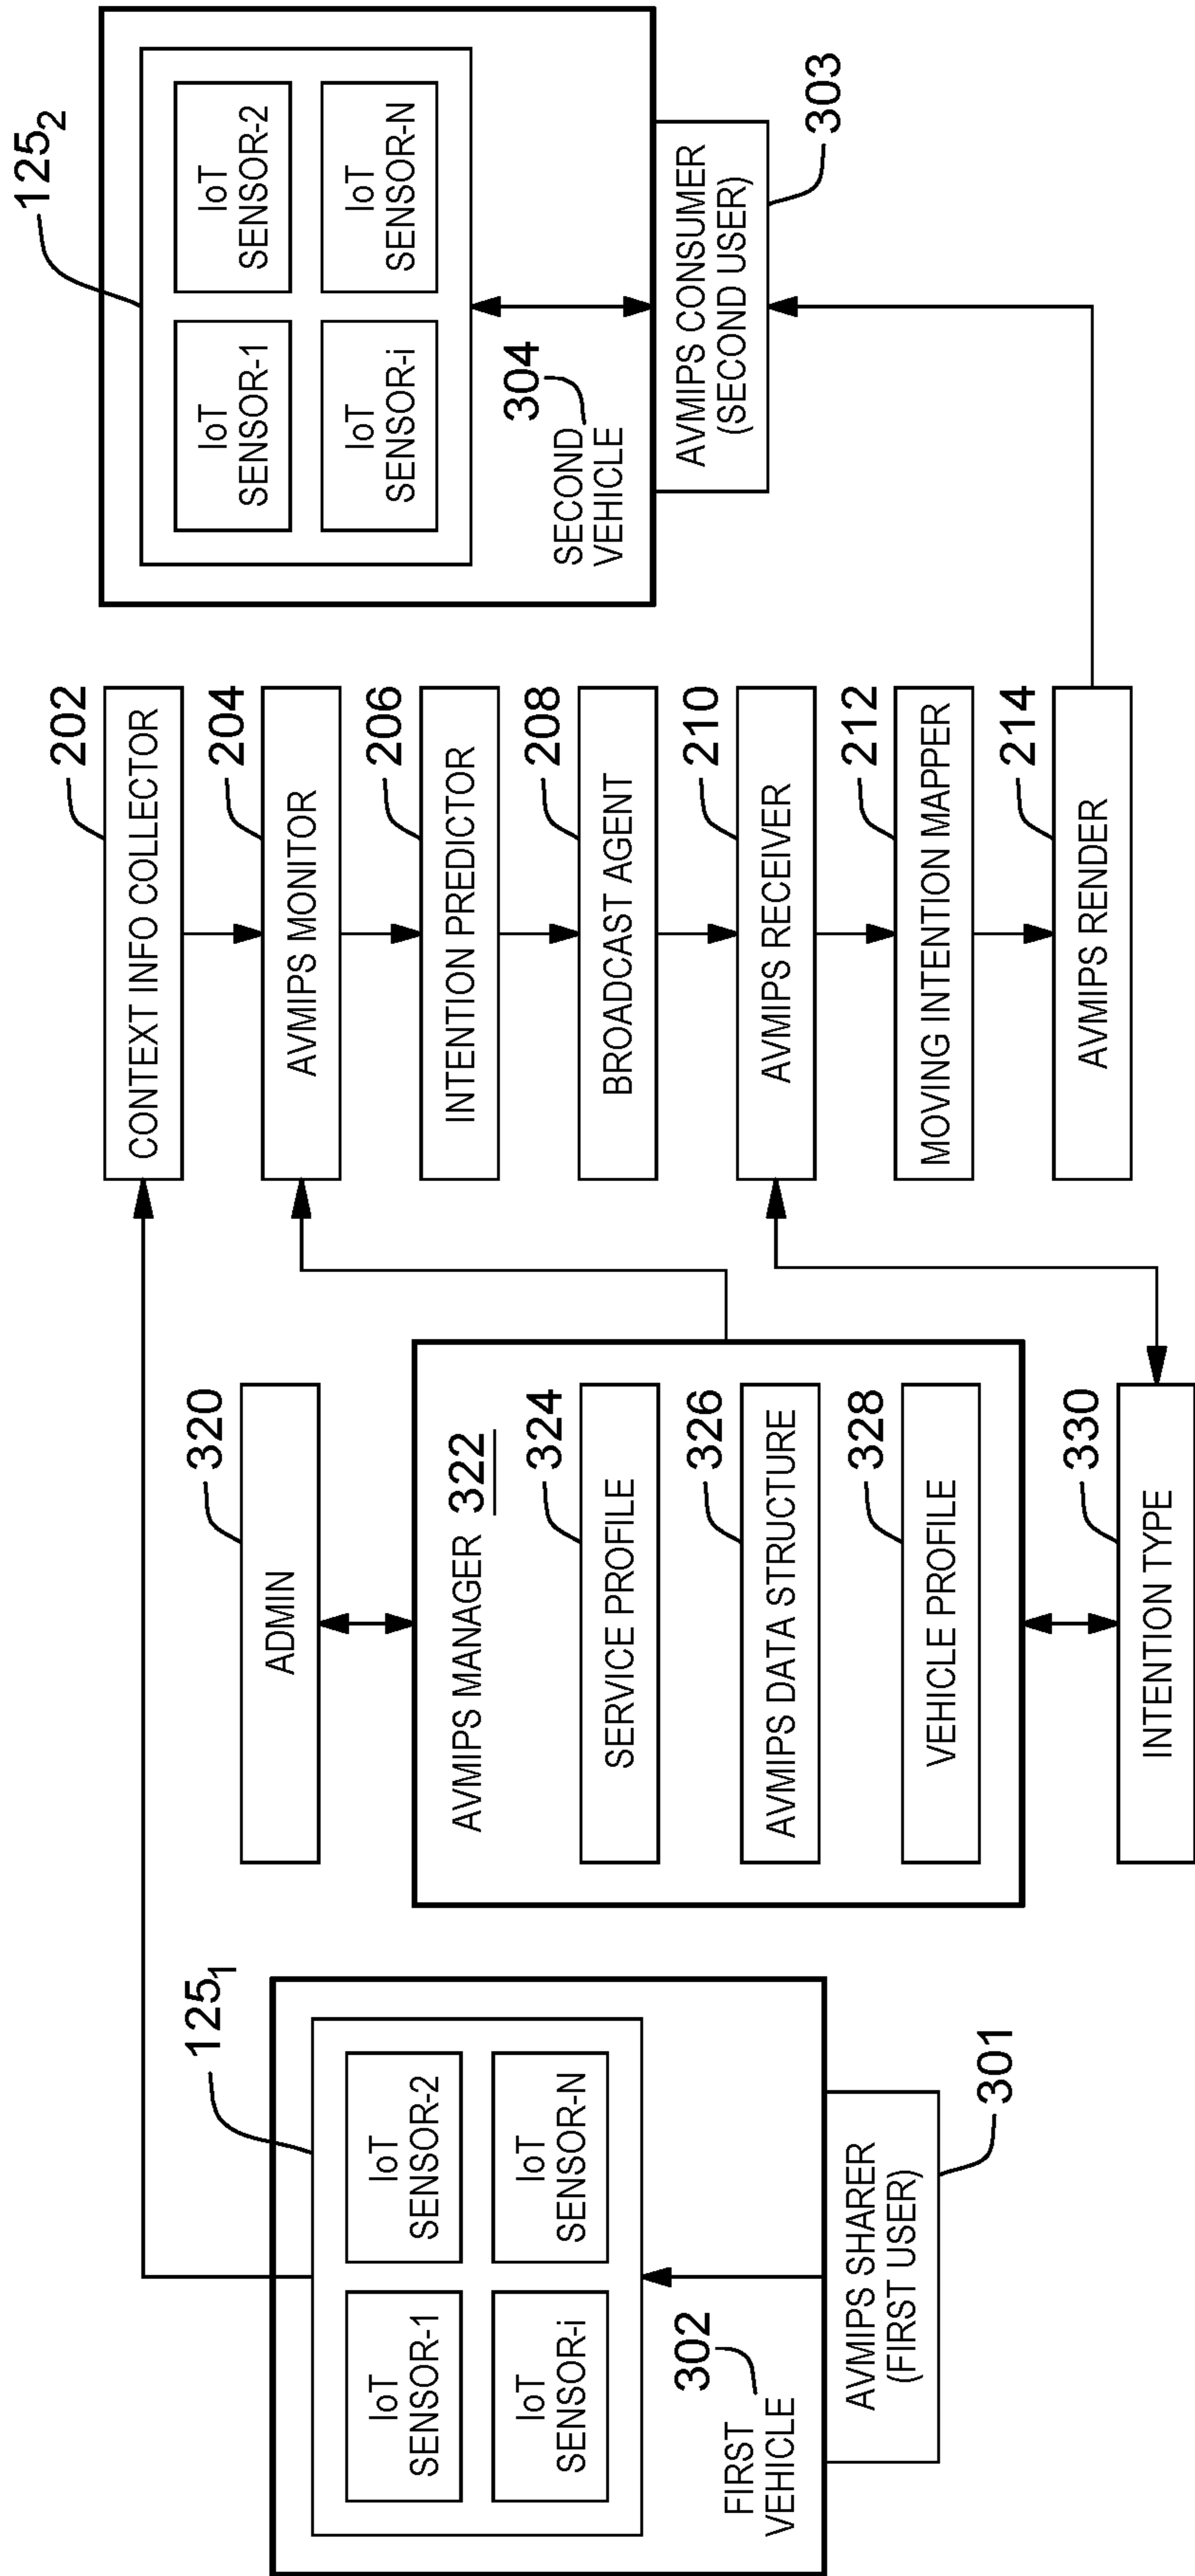 125₁
IoT
SENSOR-1
IoT
SENSOR-2
IoT
SENSOR-i
IoT
SENSOR-N
302
FIRST
VEHICLE
AVMIPS SHARER
(FIRST USER)
301
320
ADMIN
AVMIPS MANAGER 322
324
SERVICE PROFILE
326
AVMIPS DATA STRUCTURE
328
VEHICLE PROFILE
330
INTENTION TYPE
202
CONTEXT INFO COLLECTOR
204
AVMIPS MONITOR
206
INTENTION PREDICTOR
208
BROADCAST AGENT
210
AVMIPS RECEIVER
212
MOVING INTENTION MAPPER
214
AVMIPS RENDER
125₂
IoT
SENSOR-1
IoT
SENSOR-2
IoT
SENSOR-i
IoT
SENSOR-N
304
SECOND
VEHICLE
AVMIPS CONSUMER
(SECOND USER)
303